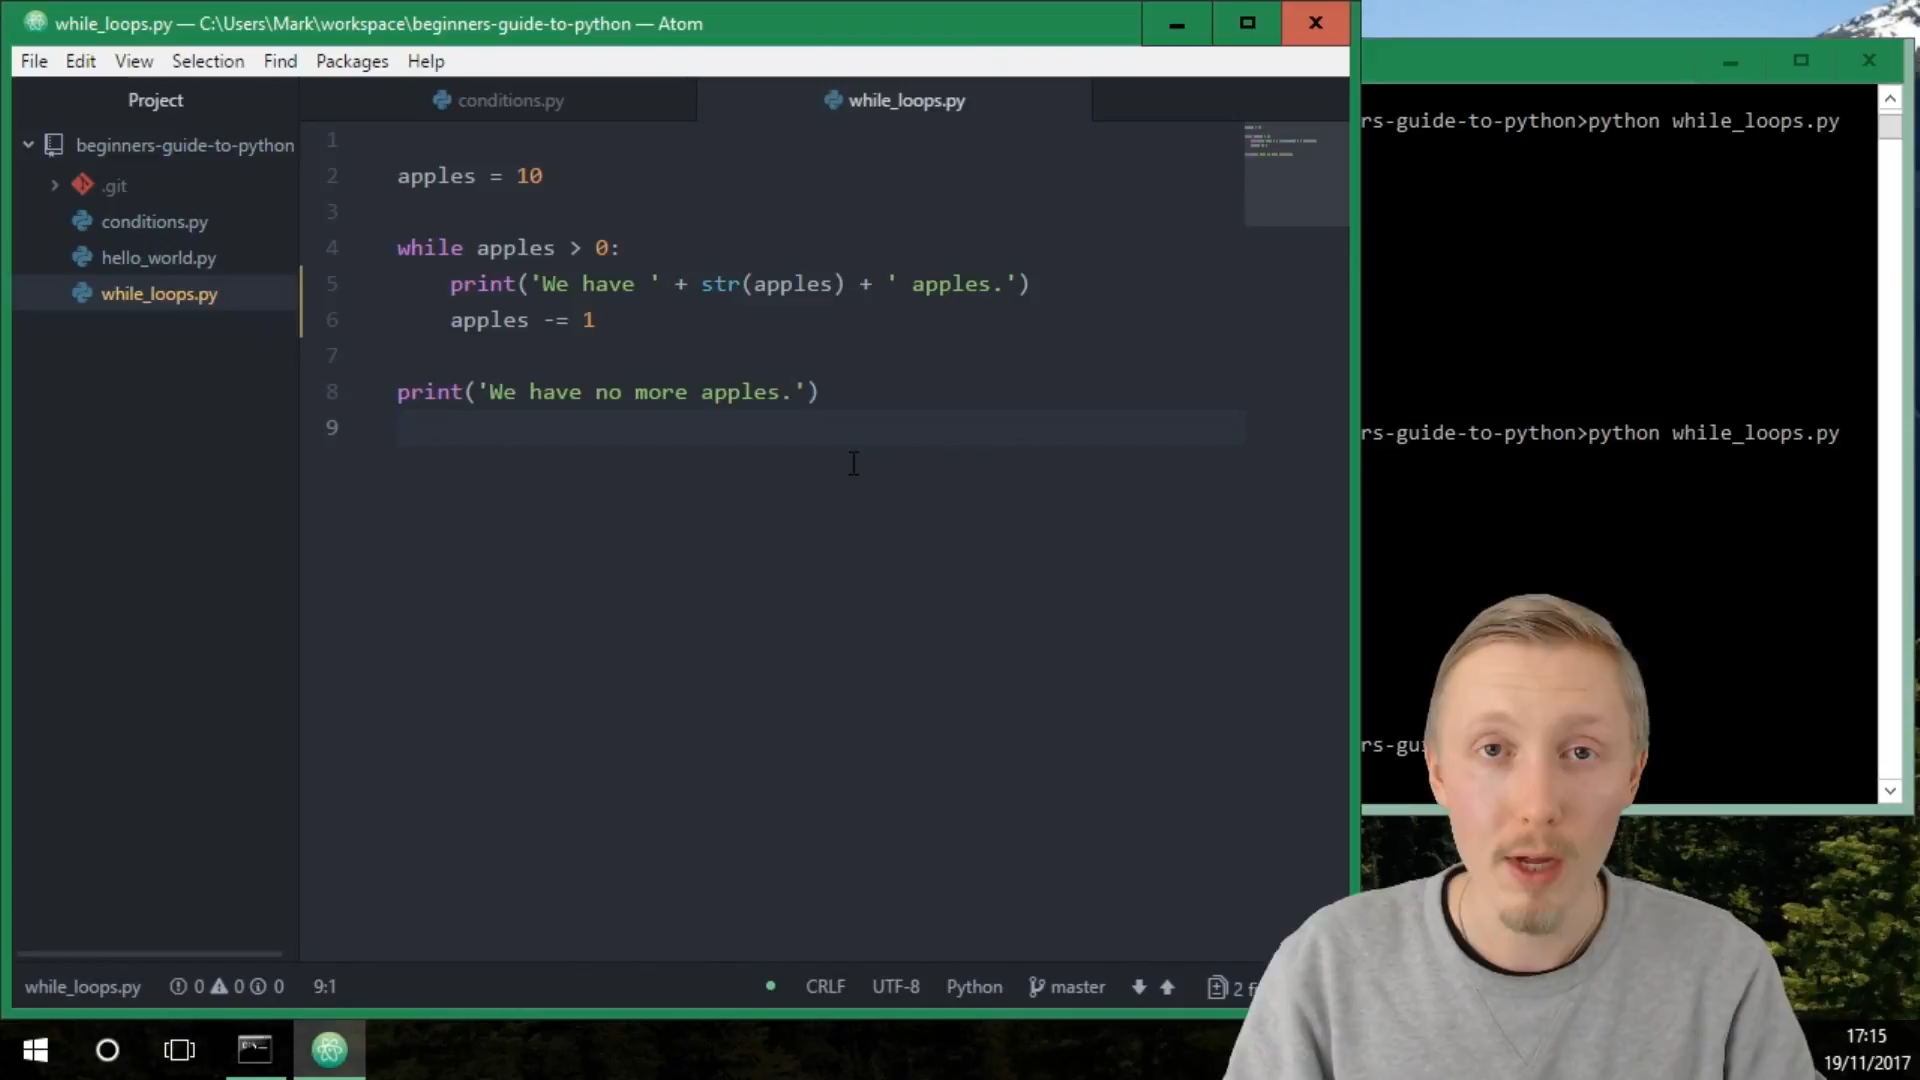 while_loops.py — C:\Users\Mark\workspace\beginners-guide-to-python — Atom
File Edit View Selection Find Packages Help
Project
conditions.py
while_loops.py
beginners-guide-to-python
.git
conditions.py
hello_world.py
while_loops.py
1
2 apples = 10
3
4 while apples > 0:
5 print('We have ' + str(apples) + ' apples.')
6 apples -= 1
7
8 print('We have no more apples.')
9
rs-guide-to-python>python while_loops.py
rs-guide-to-python>python while_loops.py
rs-gui
while_loops.py 0 0 0 9:1 CRLF UTF-8 Python master 2 fi
17:15
19/11/2017